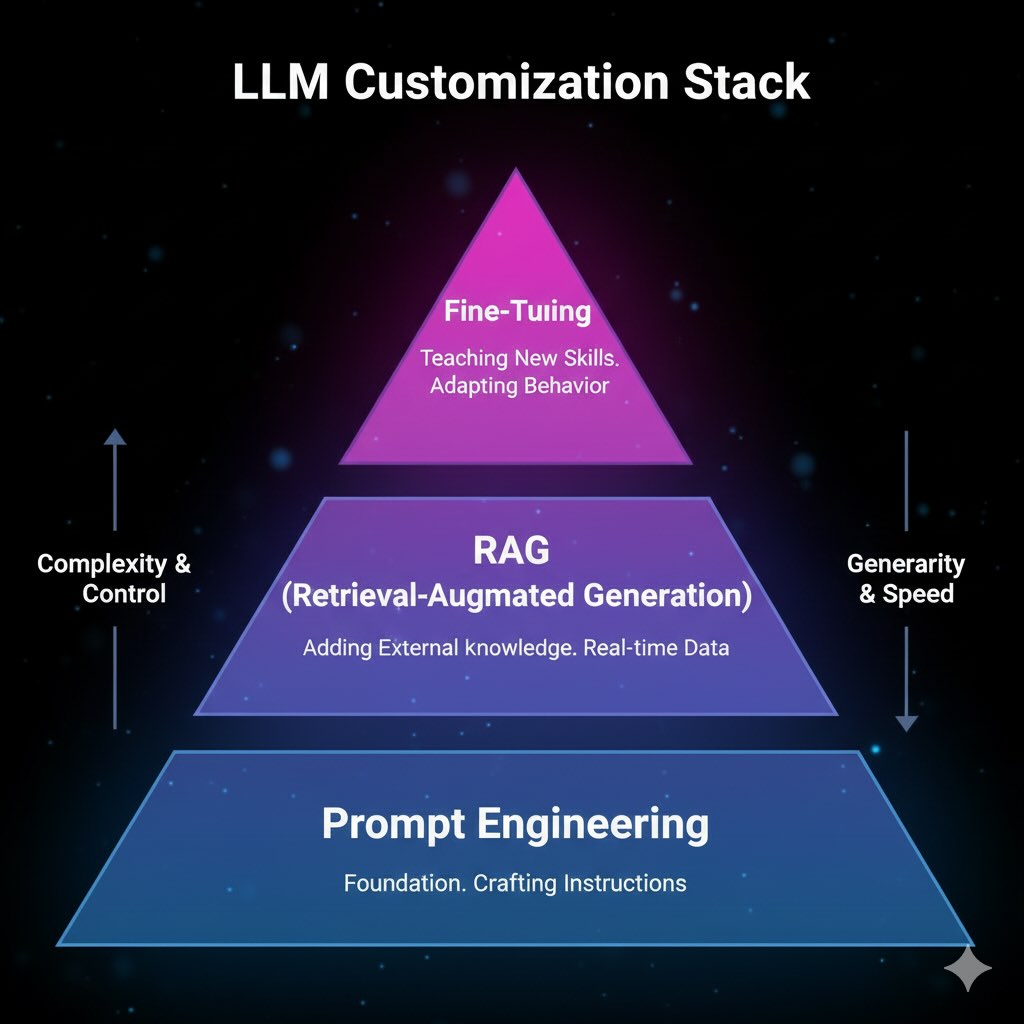 LLM Customization Stack
Fine-Tuıing
Teaching New Skills.
Adapting Behavior
Complexity &
Control
RAG
(Retrieval-Augmated Generation)
Adding External knowledge. Real-time Data
Generarity
& Speed
Prompt Engineering
Foundation. Crafting Instructions